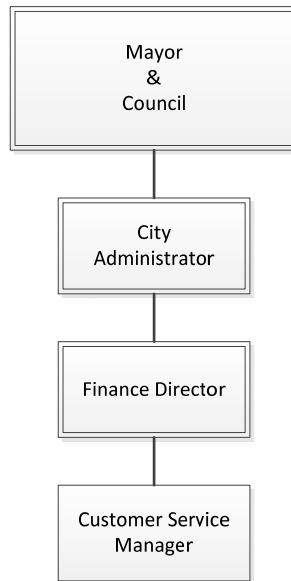 Mayor
&
Council
City
Administrator
Finance Director
Customer Service
Manager